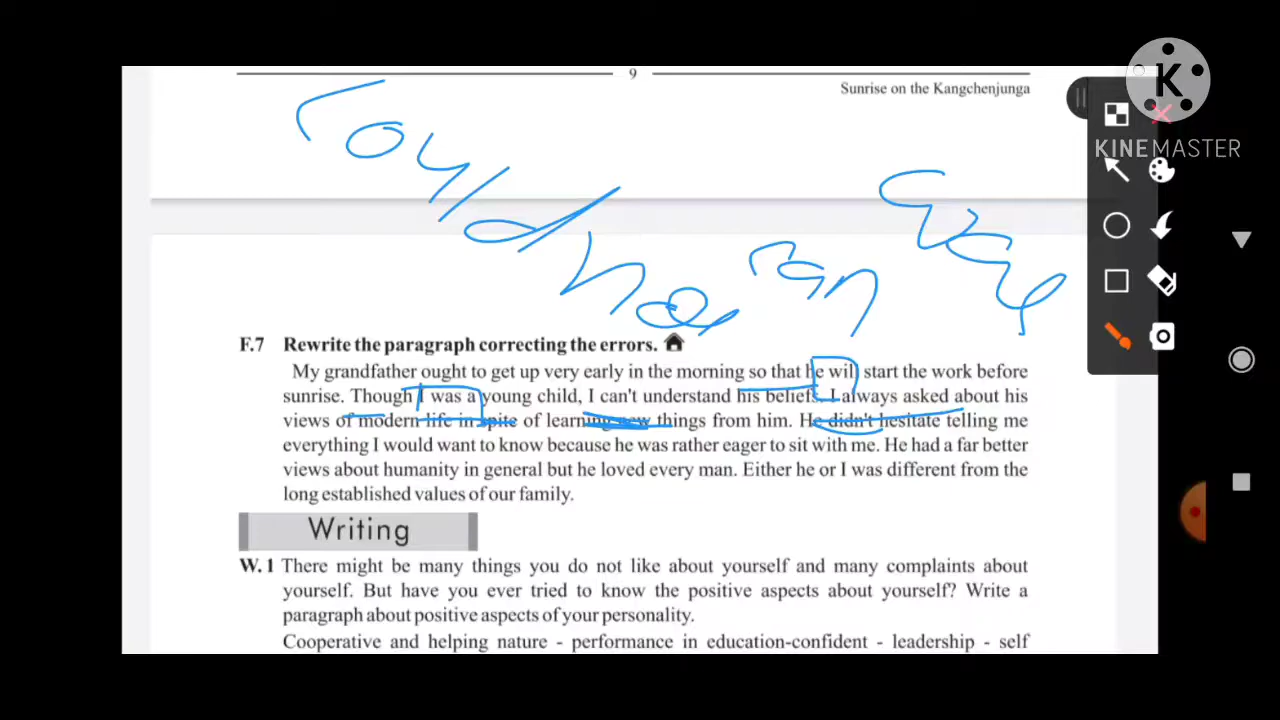 9
Sunrise on the Kangchenjunga
KINEMASTER
F.7 Rewrite the paragraph correcting the errors.
My grandfather ought to get up very early in the morning so that he will start the work before
sunrise. Though I was a young child, I can't understand his beliefs. I always asked about his
views of modern life in spite of learning new things from him. He didn't hesitate telling me
everything I would want to know because he was rather eager to sit with me. He had a far better
views about humanity in general but he loved every man. Either he or I was different from the
long established values of our family.
Writing
W.1 There might be many things you do not like about yourself and many complaints about
yourself. But have you ever tried to know the positive aspects about yourself? Write a
paragraph about positive aspects of your personality.
Cooperative and helping nature - performance in education-confident - leadership - self